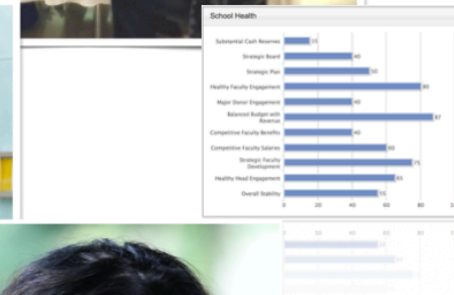 School Health
Substantial Cash Reserves 15
Strategic Board 40
Strategic Plan 50
Healthy Faculty Engagement 80
Major Donor Engagement 40
Balanced Budget with
Revenue 87
Competitive Faculty Benefits 40
Competitive Faculty Salaries 60
Strategic Faculty
Development 75
Healthy Head Engagement 65
Overall Stability 55
0 20 40 60 80